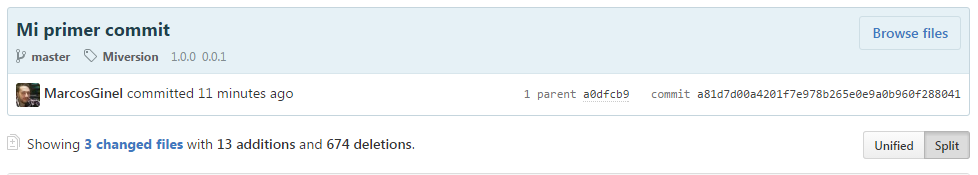 Mi primer commit
Browse files
master Miversion 1.0.0 0.0.1
MarcosGinel committed 11 minutes ago
1 parent a0dfcb9 commit a81d7d00a4201f7e978b265e0e9a0b960f288041
Showing 3 changed files with 13 additions and 674 deletions.
Unified Split